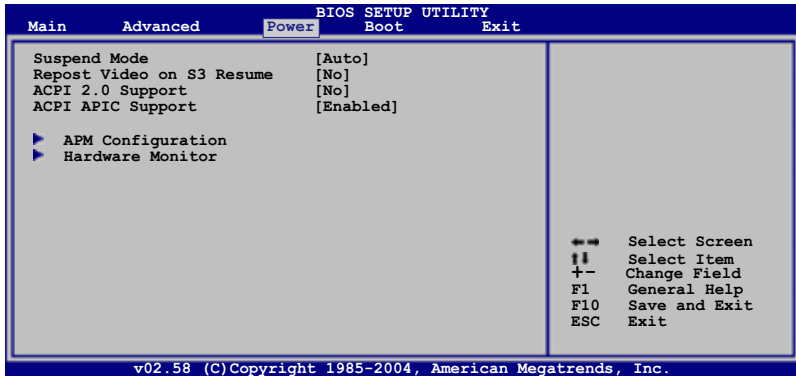 BIOS SETUP UTILITY
Main Advanced Power Boot Exit
Suspend Mode [Auto]
Repost Video on S3 Resume [No]
ACPI 2.0 Support [No]
ACPI APIC Support [Enabled]
APM Configuration
Hardware Monitor
Select Screen
Select Item
+- Change Field
F1 General Help
F10 Save and Exit
ESC Exit
v02.58 (C)Copyright 1985-2004, American Megatrends, Inc.